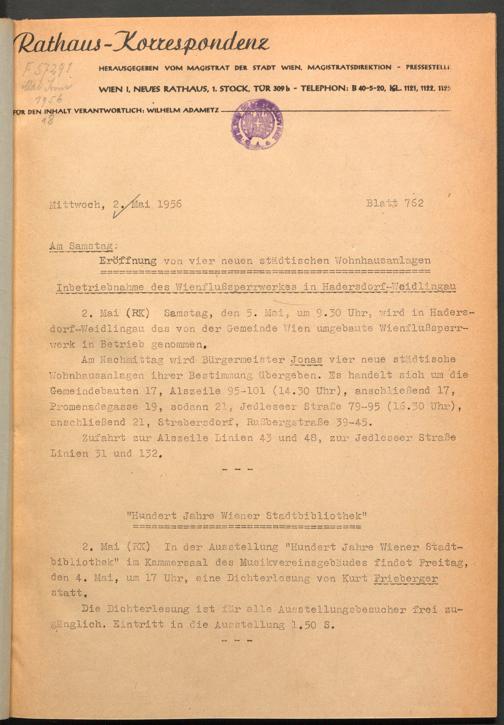 Rathaus-Korrespondenz
HERAUSGEGEBEN VOM MAGISTRAT DER STADT WIEN, MAGISTRATSDIREKTION - PRESSESTELLE
WIEN I, NEUES RATHAUS, 1. STOCK, TÜR 309b - TELEPHON: B 40-5-20, KL. 1121, 1122, 1125
FÜR DEN INHALT VERANTWORTLICH: WILHELM ADAMETZ
1956
18
Mittwoch, 2. Mai 1956 Blatt 762
Am Samstag:
Eröffnung von vier neuen städtischen Wohnhausanlagen
Inbetriebnahme des Wienflußsperrwerkes in Hadersdorf-Weidlingau
2. Mai (RK) Samstag, den 5. Mai, um 9.30 Uhr, wird in Haders-
dorf-Weidlingau das von der Gemeinde Wien umgebaute Wienflußsperr-
werk in Betrieb genommen.
Am Nachmittag wird Bürgermeister Jonas vier neue städtische
Wohnhausanlagen ihrer Bestimmung übergeben. Es handelt sich um die
Gemeindebauten 17, Alszeile 95-101 (14.30 Uhr), anschließend 17,
Promenadegasse 19, sodann 21, Jedleseer Straße 79-95 (16.30 Uhr),
anschließend 21, Strebersdorf, Rußbergstraße 39-45.
Zufahrt zur Alszeile Linien 43 und 48, zur Jedleseer Straße
Linien 31 und 132.
- - -
"Hundert Jahre Wiener Stadtbibliothek"
2. Mai (RK) In der Ausstellung "Hundert Jahre Wiener Stadt-
bibliothek" im Kammersaal des Musikvereinsgebäudes findet Freitag,
den 4. Mai, um 17 Uhr, eine Dichterlesung von Kurt Frieberger
statt.
Die Dichterlesung ist für alle Ausstellungsbesucher frei zu-
gänglich. Eintritt in die Ausstellung 1.50 S.
- - -